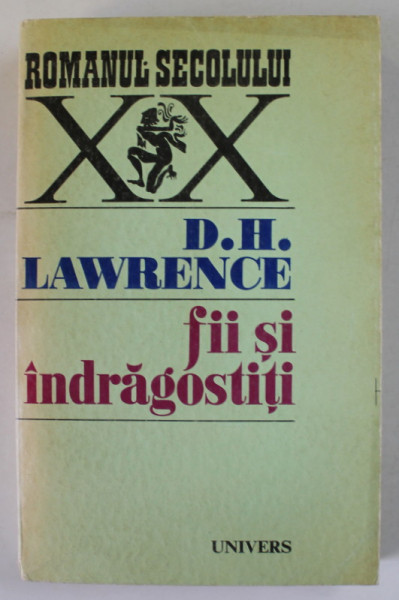 ROMANUL SECOLULUI
XX
D.H.
LAWRENCE
fii și
îndrăgostiți
UNIVERS